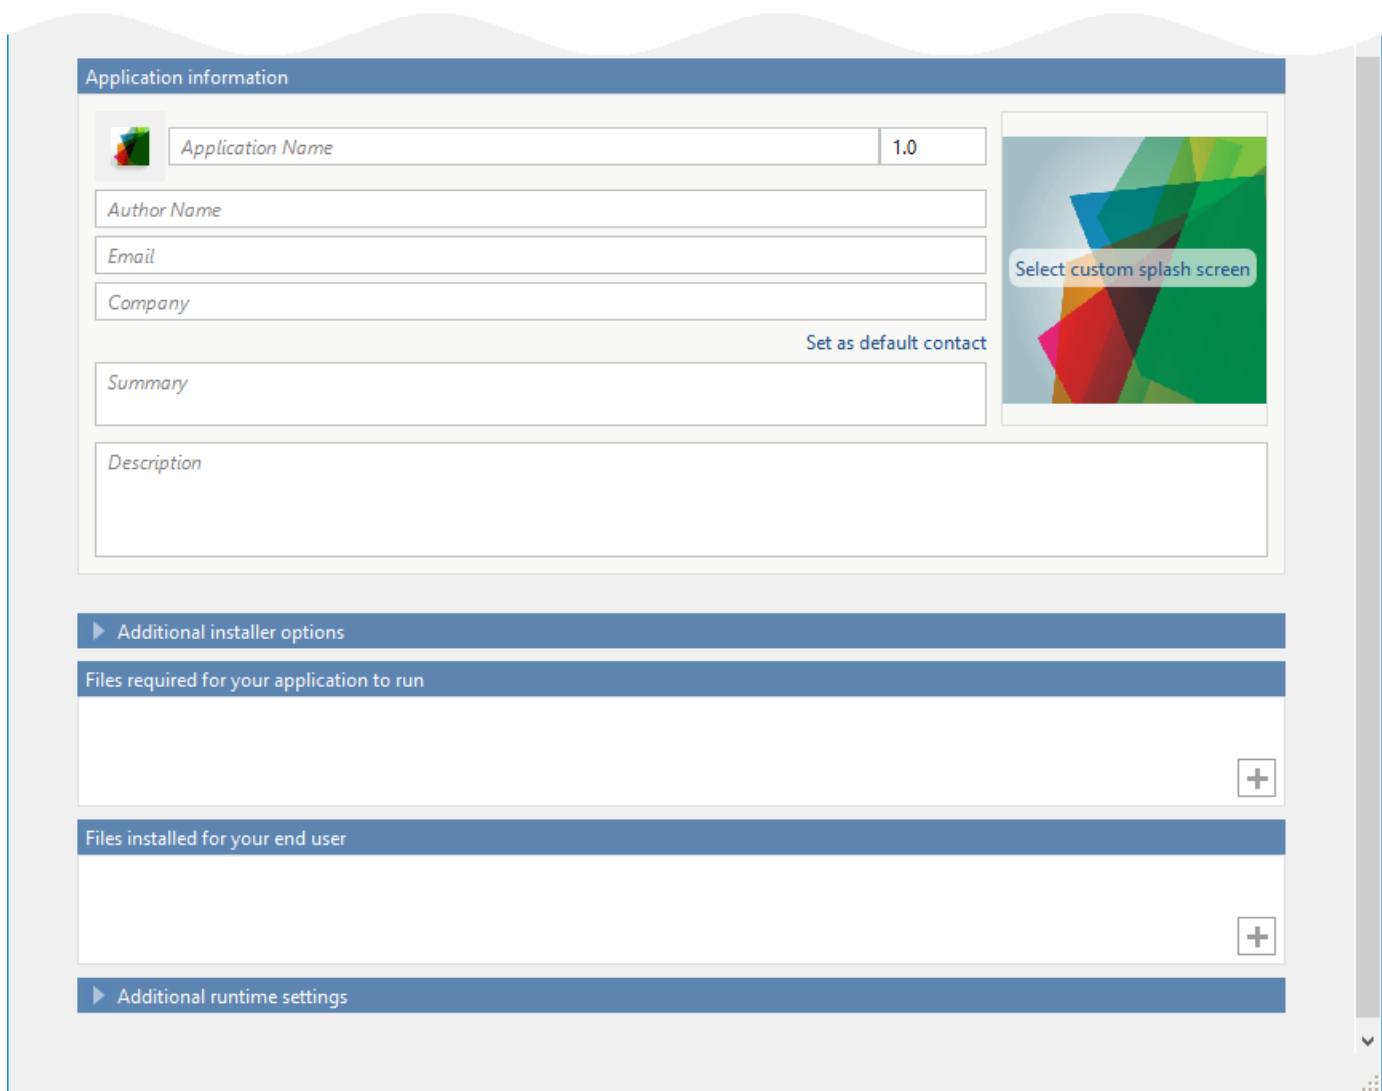 Application information
Application Name
1.0
Author Name
Email
Company
Select custom splash screen
Set as default contact
Summary
Description
Additional installer options
Files required for your application to run
Files installed for your end user
Additional runtime settings